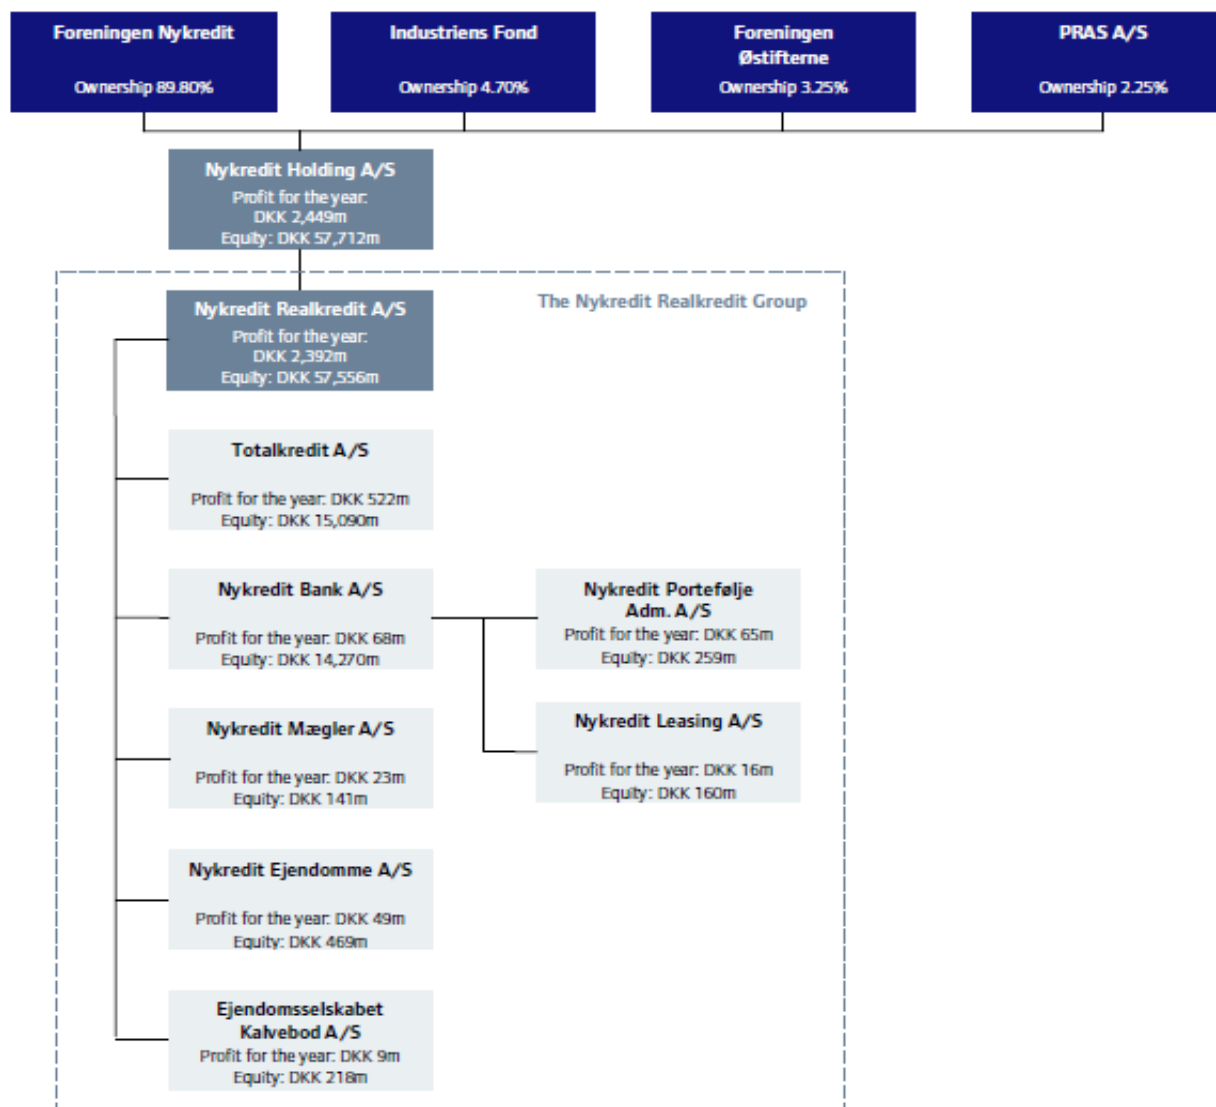 Foreningen Nykredit
Ownership 89.80%
Industriens Fond
Ownership 4.70%
Foreningen
Østifterne
Ownership 3.25%
PRAS A/S
Ownership 2.25%
Nykredit Holding A/S
Profit for the year:
DKK 2,449m
Equity: DKK 57,712m
The Nykredit Realkredit Group
Nykredit Realkredit A/S
Profit for the year:
DKK 2,392m
Equity: DKK 57,556m
Totalkredit A/S
Profit for the year: DKK 522m
Equity: DKK 15,090m
Nykredit Bank A/S
Profit for the year: DKK 68m
Equity: DKK 14,270m
Nykredit Portefølje
Adm. A/S
Profit for the year: DKK 65m
Equity: DKK 259m
Nykredit Mægler A/S
Profit for the year: DKK 23m
Equity: DKK 141m
Nykredit Leasing A/S
Profit for the year: DKK 16m
Equity: DKK 160m
Nykredit Ejendomme A/S
Profit for the year: DKK 49m
Equity: DKK 469m
Ejendomsselskabet
Kalvebod A/S
Profit for the year: DKK 9m
Equity: DKK 218m